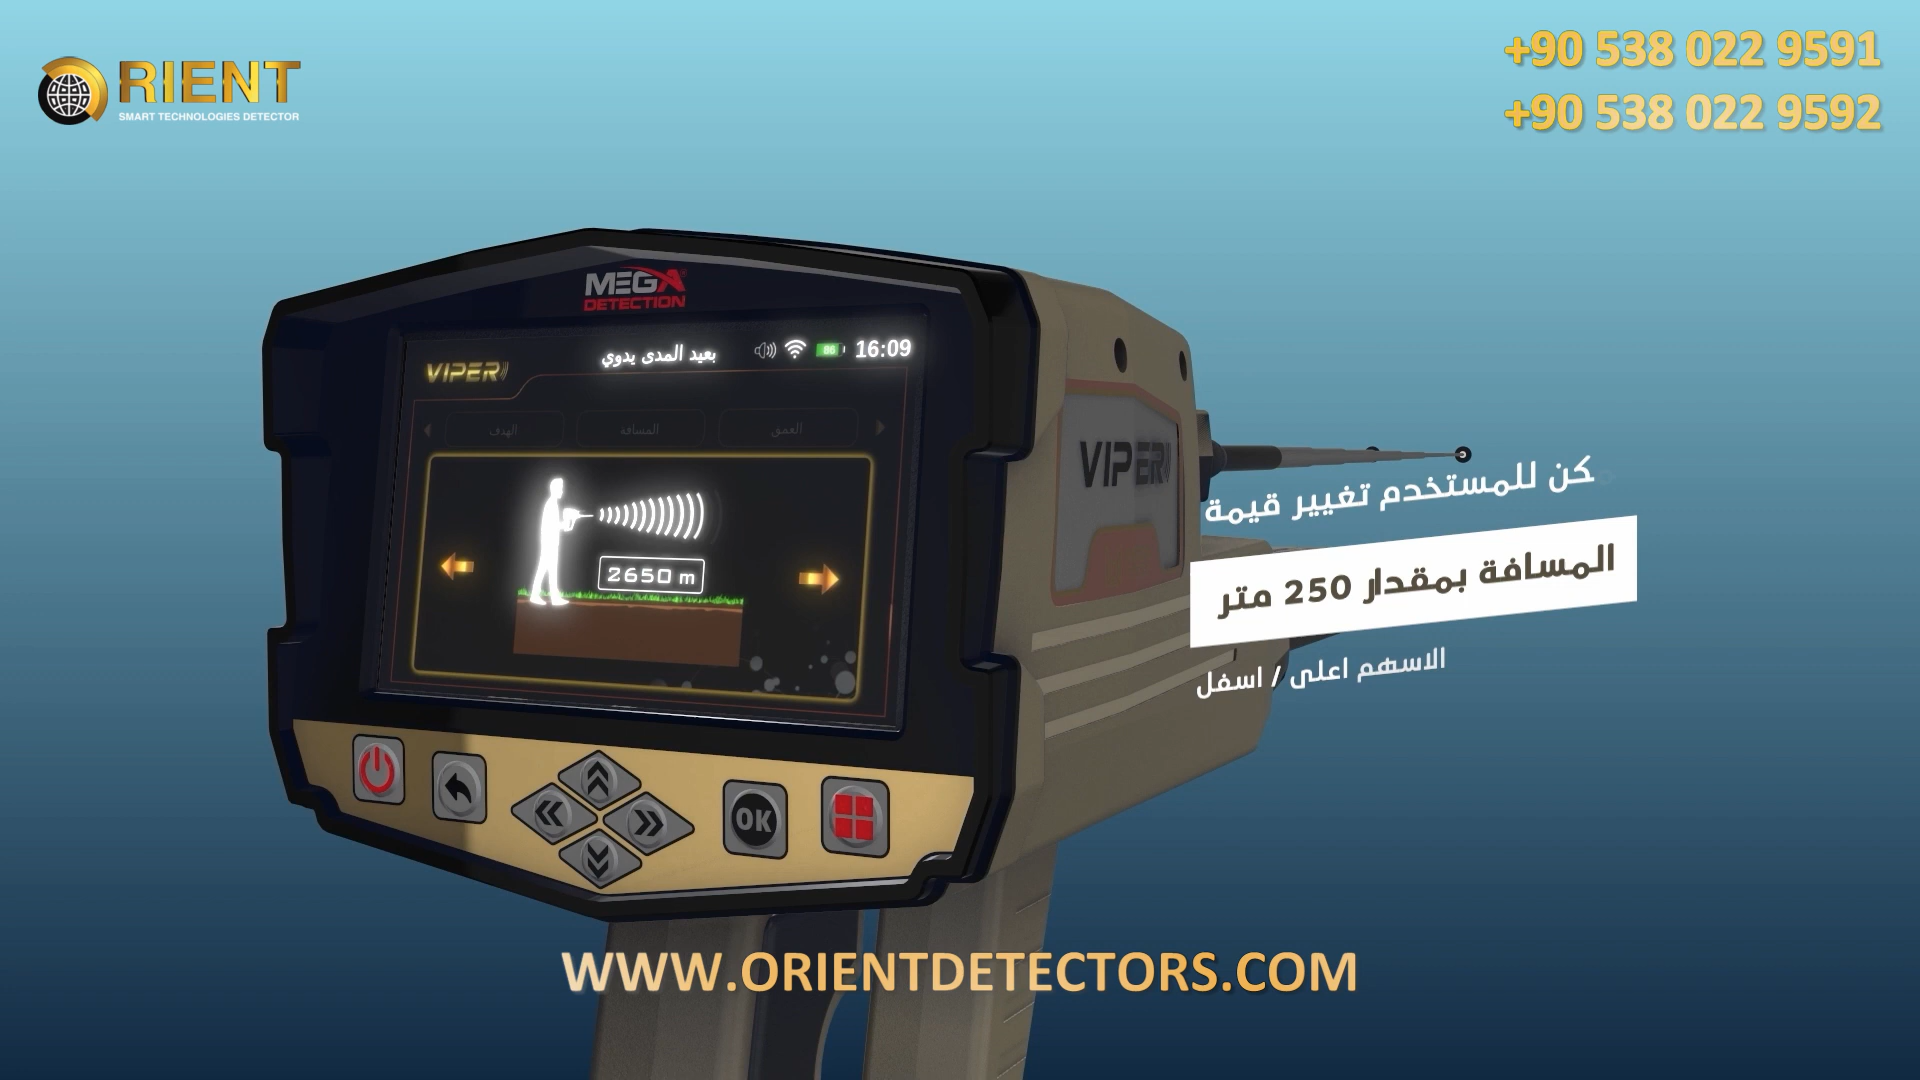 ORIENT
SMART TECHNOLOGIES DETECTOR
+90 538 022 9591
+90 538 022 9592
MEGA
DETECTION
VIPER
بعيد المدى يدوي
86
16:09
الهدف
المسافة
العمق
2650 m
VIPER
يمكن للمستخدم تغيير قيمة
المسافة بمقدار 250 متر
الاسهم اعلى / اسفل
OK
WWW.ORIENTDETECTORS.COM